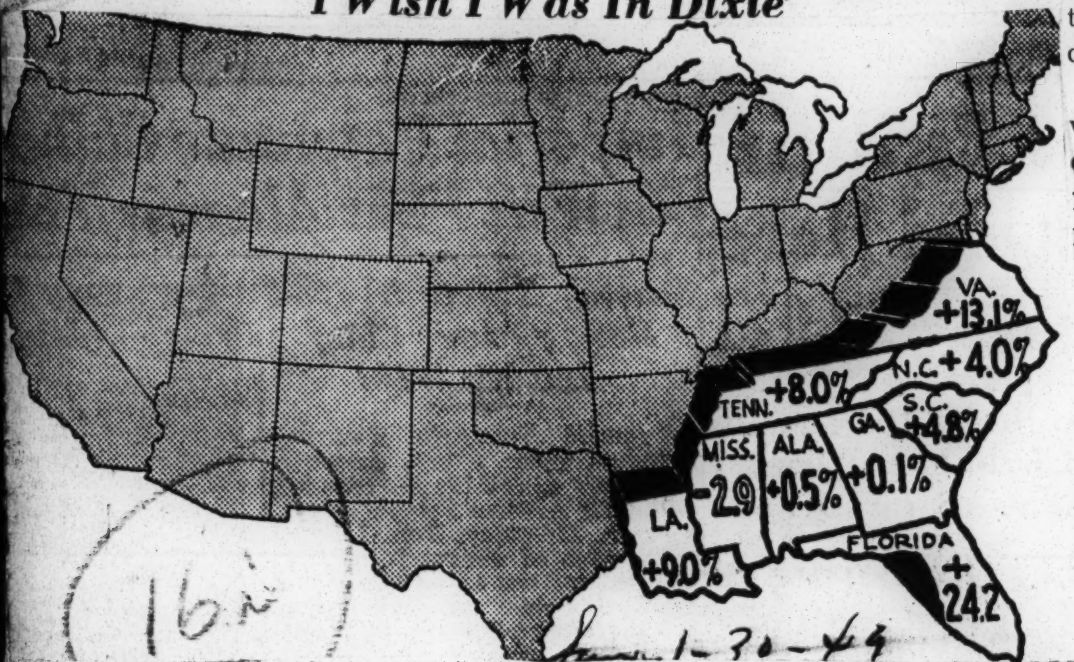 I Wish I Was In Dixie
VA.
+13.1%
N.C. + 4.0%
TENN. +8.0%
S.C.
+4.8%
GA.
+0.1%
MISS.
-2.9
ALA.
+0.5%
LA.
+9.0%
FLORIDA
+
24.2
16
1-30-49